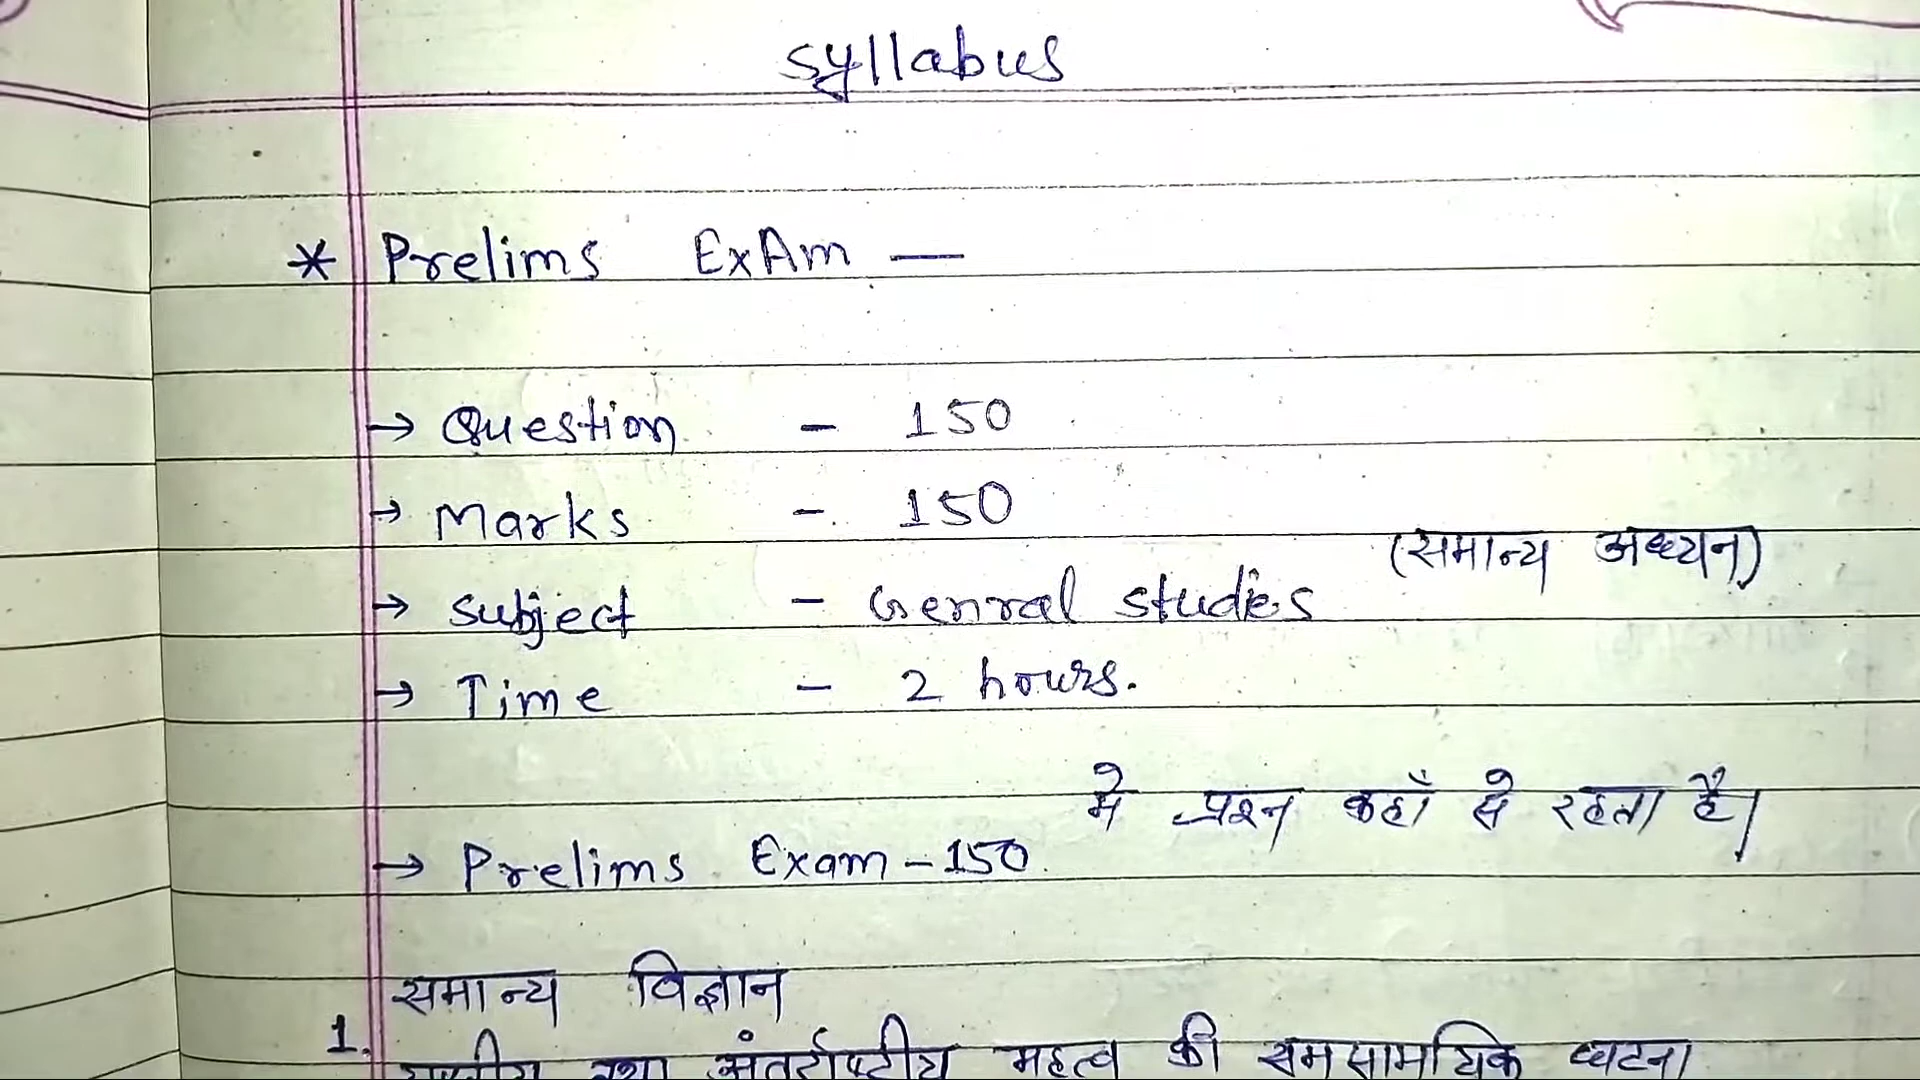 Syllabus
* Prelims ExAm —
→ Question - 150
→ Marks - 150
(समान्य अध्ययन)
→ Subject - Genral studies
→ Time - 2 hours.
मे प्रश्न कहाँ से रहता है।
→ Prelims Exam - 150
समान्य विज्ञान
1. तथा अंतर्राष्ट्रीय महत्व की समसामयिक घटना